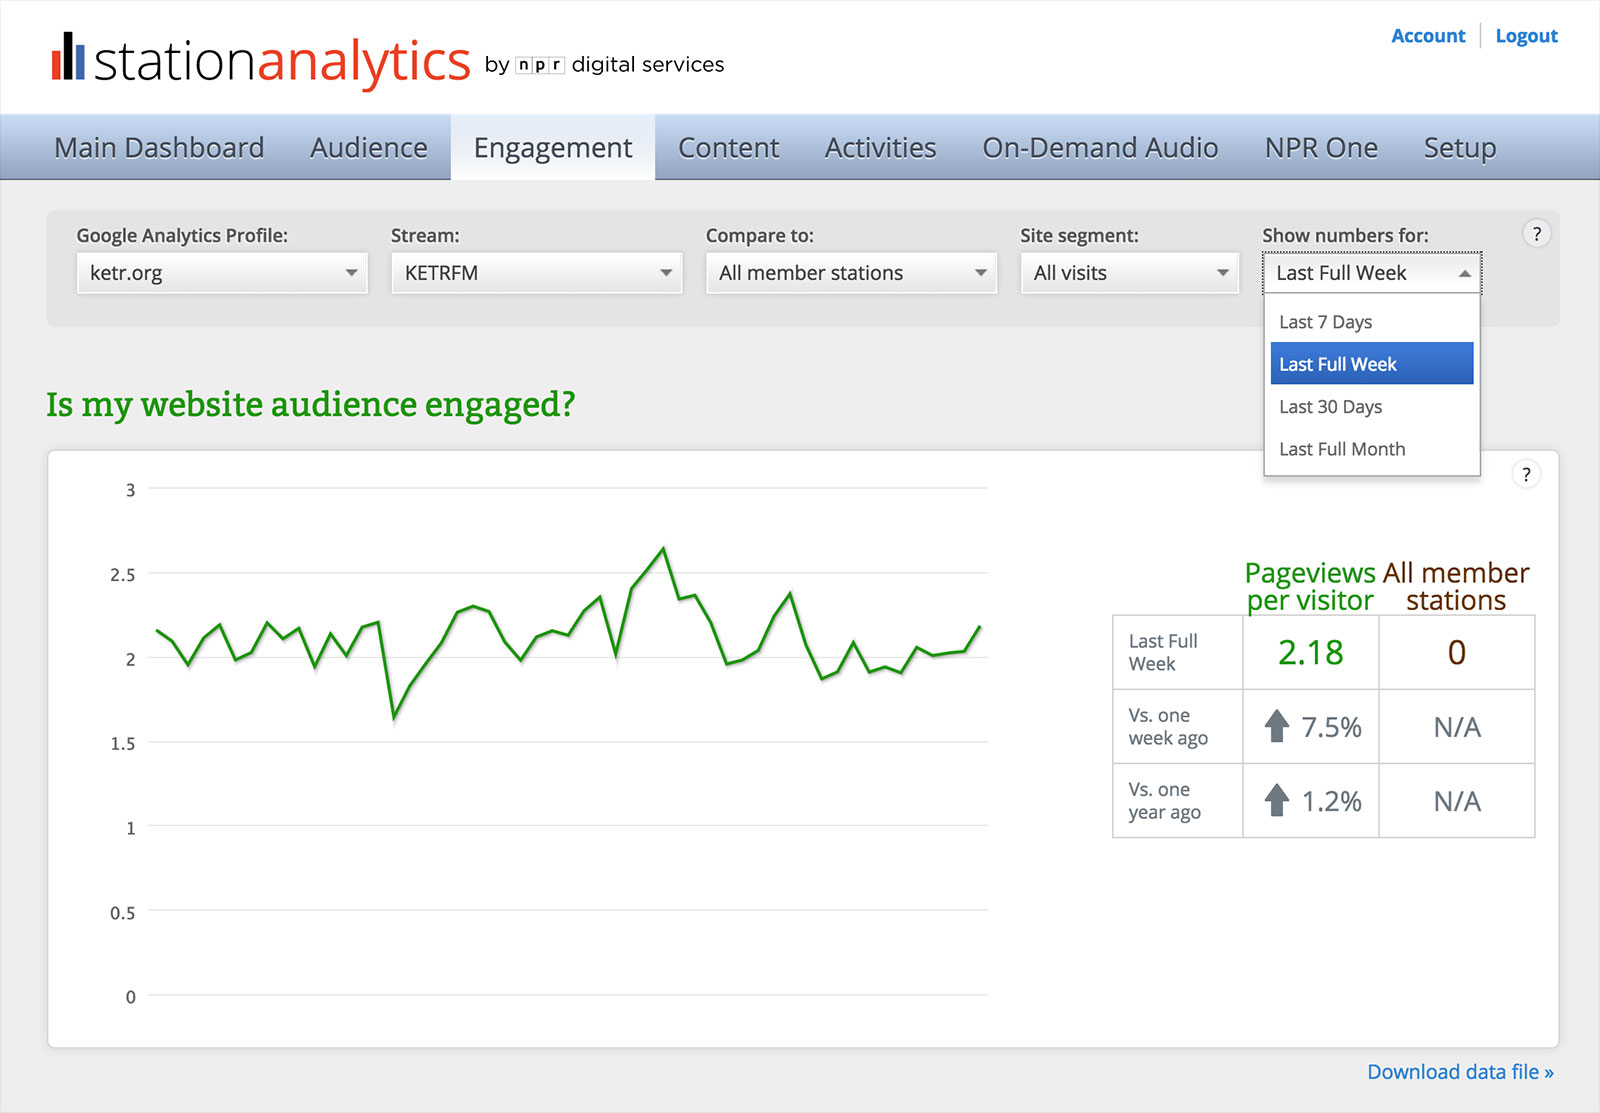 Account Logout
stationanalytics by npr digital services
Main Dashboard Audience Engagement Content Activities On-Demand Audio NPR One Setup
Google Analytics Profile: Stream: Compare to: Site segment: Show numbers for: ?
ketr.org KETRFM All member stations All visits Last Full Week
Last 7 Days
Last Full Week
Last 30 Days
Last Full Month
Is my website audience engaged?
?
3
2.5
2
1.5
1
0.5
0
Pageviews All member
per visitor stations
Last Full
Week
2.18 0
Vs. one
week ago
7.5% N/A
Vs. one
year ago
1.2% N/A
Download data file »